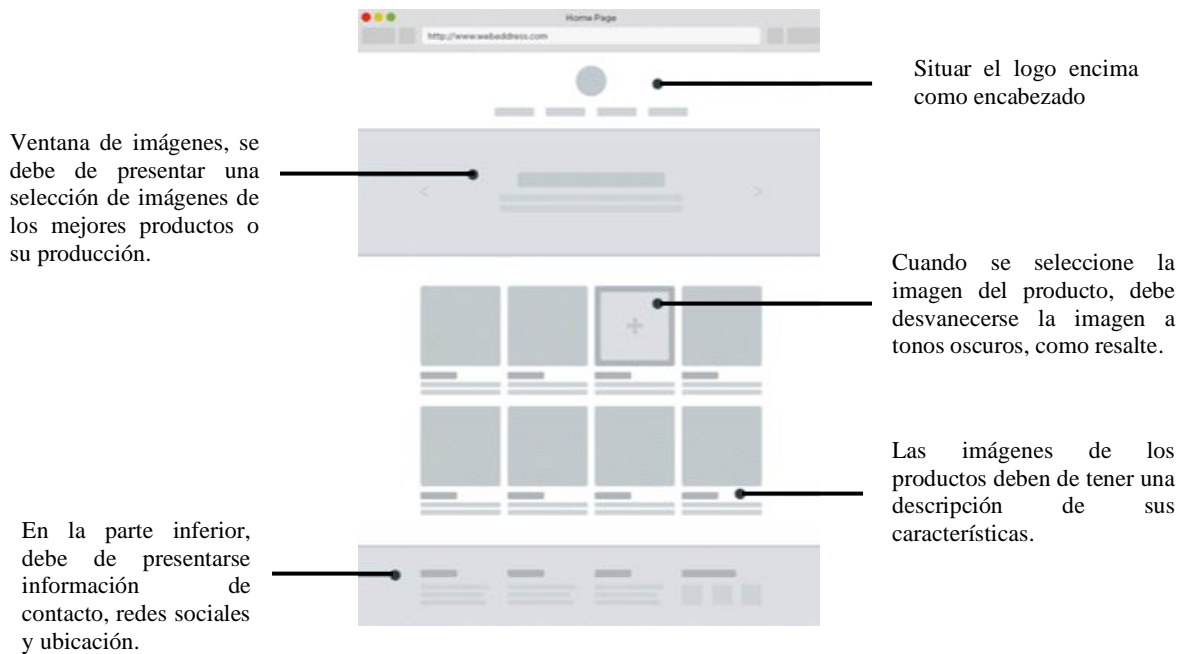 Home Page
http://www.webaddress.com
Situar el logo encima
como encabezado
Ventana de imágenes, se
debe de presentar una
selección de imágenes de
los mejores productos o
su producción.
Cuando se seleccione la
imagen del producto, debe
desvanecerse la imagen a
tonos oscuros, como resalte.
Las imágenes de los
productos deben de tener una
descripción de sus
características.
En la parte inferior,
debe de presentarse
información de
contacto, redes sociales
y ubicación.